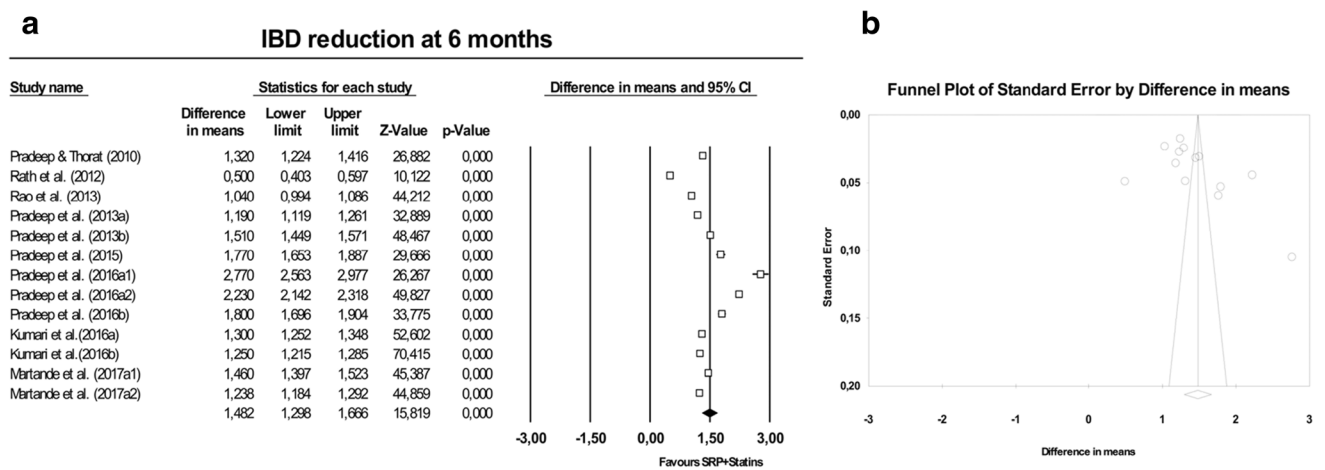 a
IBD reduction at 6 months
Study name Statistics for each study Difference in means and 95% CI
Difference in means Lower limit Upper limit Z-Value p-Value
Pradeep & Thorat (2010) 1,320 1,224 1,416 26,882 0,000
Rath et al. (2012) 0,500 0,403 0,597 10,122 0,000
Rao et al. (2013) 1,040 0,994 1,086 44,212 0,000
Pradeep et al. (2013a) 1,190 1,119 1,261 32,889 0,000
Pradeep et al. (2013b) 1,510 1,449 1,571 48,467 0,000
Pradeep et al. (2015) 1,770 1,653 1,887 29,666 0,000
Pradeep et al. (2016a1) 2,770 2,563 2,977 26,267 0,000
Pradeep et al. (2016a2) 2,230 2,142 2,318 49,827 0,000
Pradeep et al. (2016b) 1,800 1,696 1,904 33,775 0,000
Kumari et al.(2016a) 1,300 1,252 1,348 52,602 0,000
Kumari et al.(2016b) 1,250 1,215 1,285 70,415 0,000
Martande et al. (2017a1) 1,460 1,397 1,523 45,387 0,000
Martande et al. (2017a2) 1,238 1,184 1,292 44,859 0,000
1,482 1,298 1,666 15,819 0,000
-3,00 -1,50 0,00 1,50 3,00
Favours SRP+Statins
b
Funnel Plot of Standard Error by Difference in means
Standard Error
0,00
0,05
0,10
0,15
0,20
-3 -2 -1 0 1 2 3
Difference in means